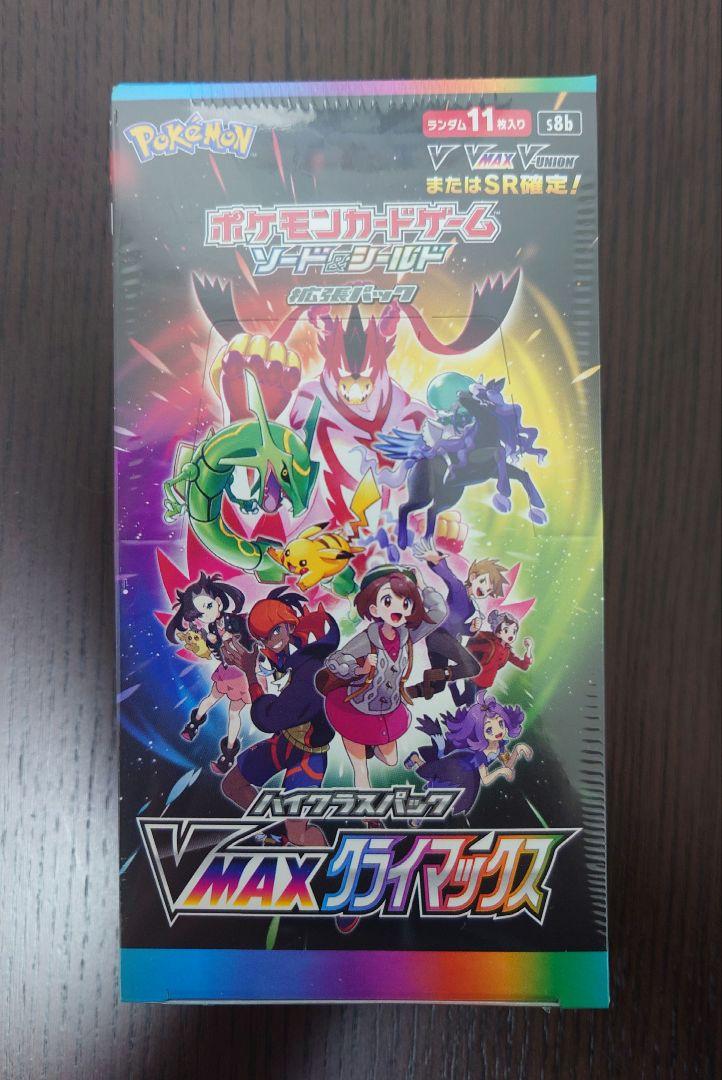 POKÉMON
ランダム11枚入り s8b
V VMAX V-UNION
またはSR確定!
ポケモンカードゲーム
ソード&シールド
拡張パック
ハイクラスパック
VMAXクライマックス